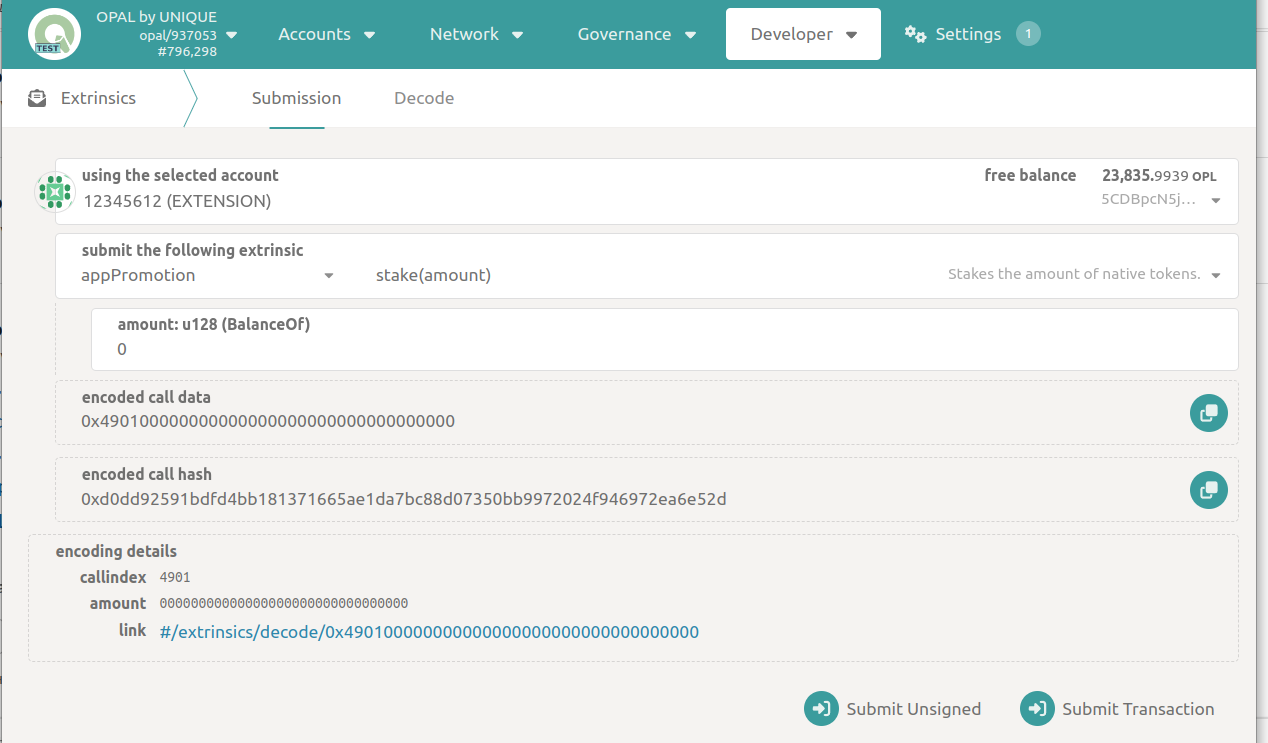 OPAL by UNIQUE
opal/937053
#796,298
TEST
Accounts
Network
Governance
Developer
Settings
1
Extrinsics
Submission
Decode
using the selected account
12345612 (EXTENSION)
free balance
23,835.9939 OPL
5CDBpcN5j...
submit the following extrinsic
appPromotion
stake(amount)
Stakes the amount of native tokens.
amount: u128 (BalanceOf)
0
encoded call data
0x490100000000000000000000000000000000
encoded call hash
0xd0dd92591bdfd4bb181371665ae1da7bc88d07350bb9972024f946972ea6e52d
encoding details
callindex 4901
amount 00000000000000000000000000000000
link #/extrinsics/decode/0x490100000000000000000000000000000000
Submit Unsigned
Submit Transaction